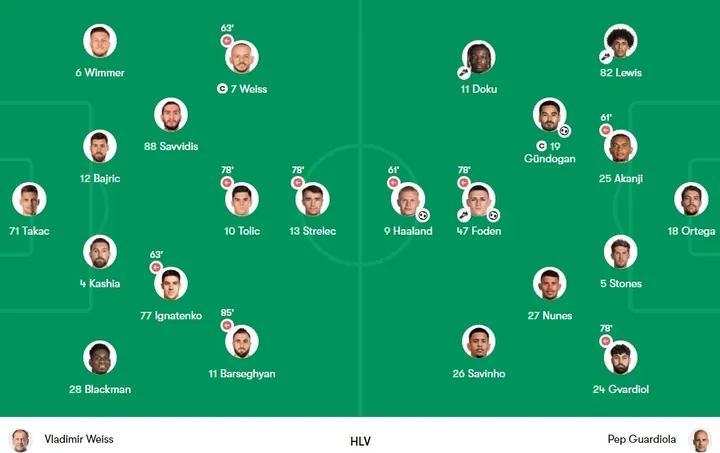 63'
6 Wimmer
C 7 Weiss
88 Savvidis
12 Bajric
78'
78'
71 Takac
10 Tolic
13 Strelec
4 Kashia
63'
77 Ignatenko
85'
28 Blackman
11 Barseghyan
11 Doku
82 Lewis
C 19
Gündogan
61'
25 Akanji
61'
78'
9 Haaland
47 Foden
18 Ortega
5 Stones
27 Nunes
78'
26 Savinho
24 Gvardiol
Vladimir Weiss
HLV
Pep Guardiola